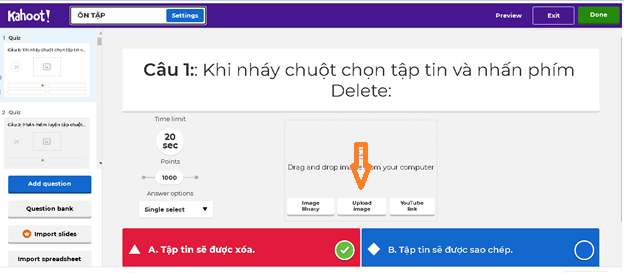 Kahoot!
ÔN TẬP
Settings
Preview
Exit
Done
1 Quiz
Câu 1: Khi nháy chuột chọn tập tin v...
20
2 Quiz
Câu 2: Phần mềm luyện tập chuột...
20
Add question
Question bank
Import slides
Import spreadsheet
Câu 1:: Khi nháy chuột chọn tập tin và nhấn phím
Delete:
Time limit
20
sec
Points
1000
Answer options
Single select
Drag and drop image from your computer
Image
library
Upload
image
YouTube
link
A. Tập tin sẽ được xóa.
B. Tập tin sẽ được sao chép.